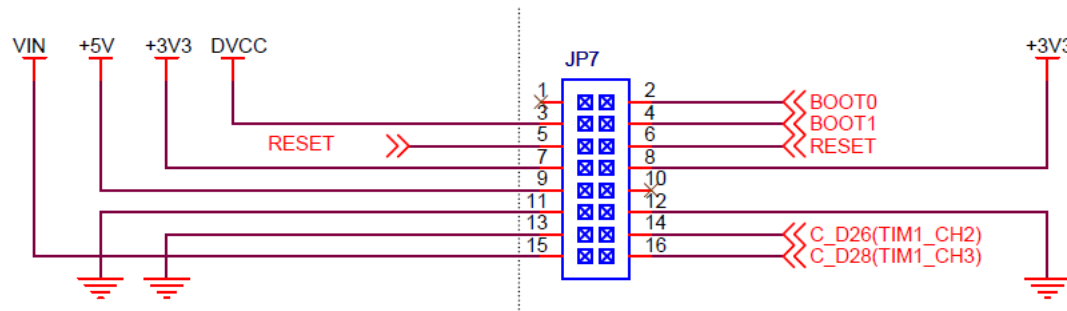 VIN +5V +3V3 DVCC +3V3
JP7
1 2 BOOT0
3 4 BOOT1
RESET 5 6 RESET
7 8
9 10
11 12
13 14 C_D26(TIM1_CH2)
15 16 C_D28(TIM1_CH3)